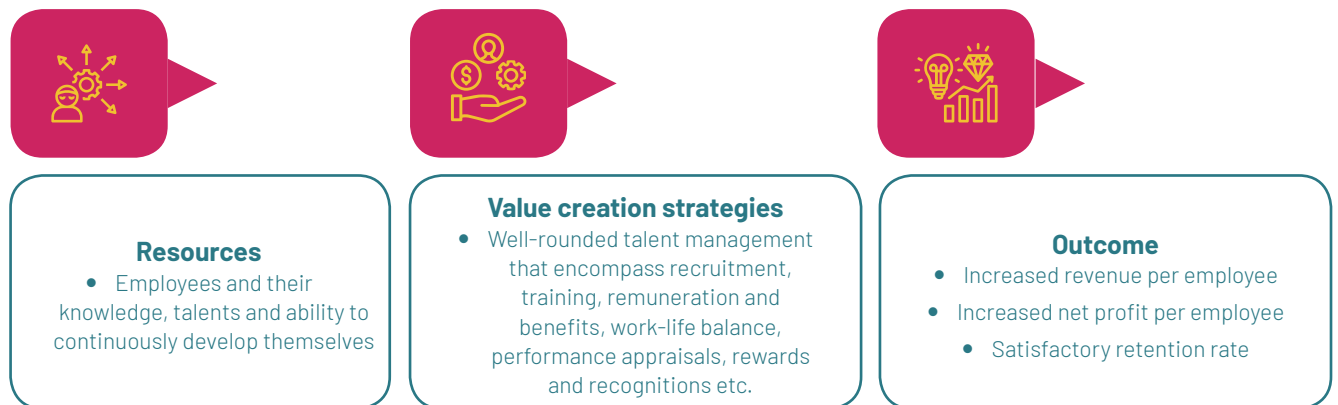 Resources
• Employees and their
knowledge, talents and ability to
continuously develop themselves
Value creation strategies
• Well-rounded talent management
that encompass recruitment,
training, remuneration and
benefits, work-life balance,
performance appraisals, rewards
and recognitions etc.
Outcome
• Increased revenue per employee
• Increased net profit per employee
• Satisfactory retention rate